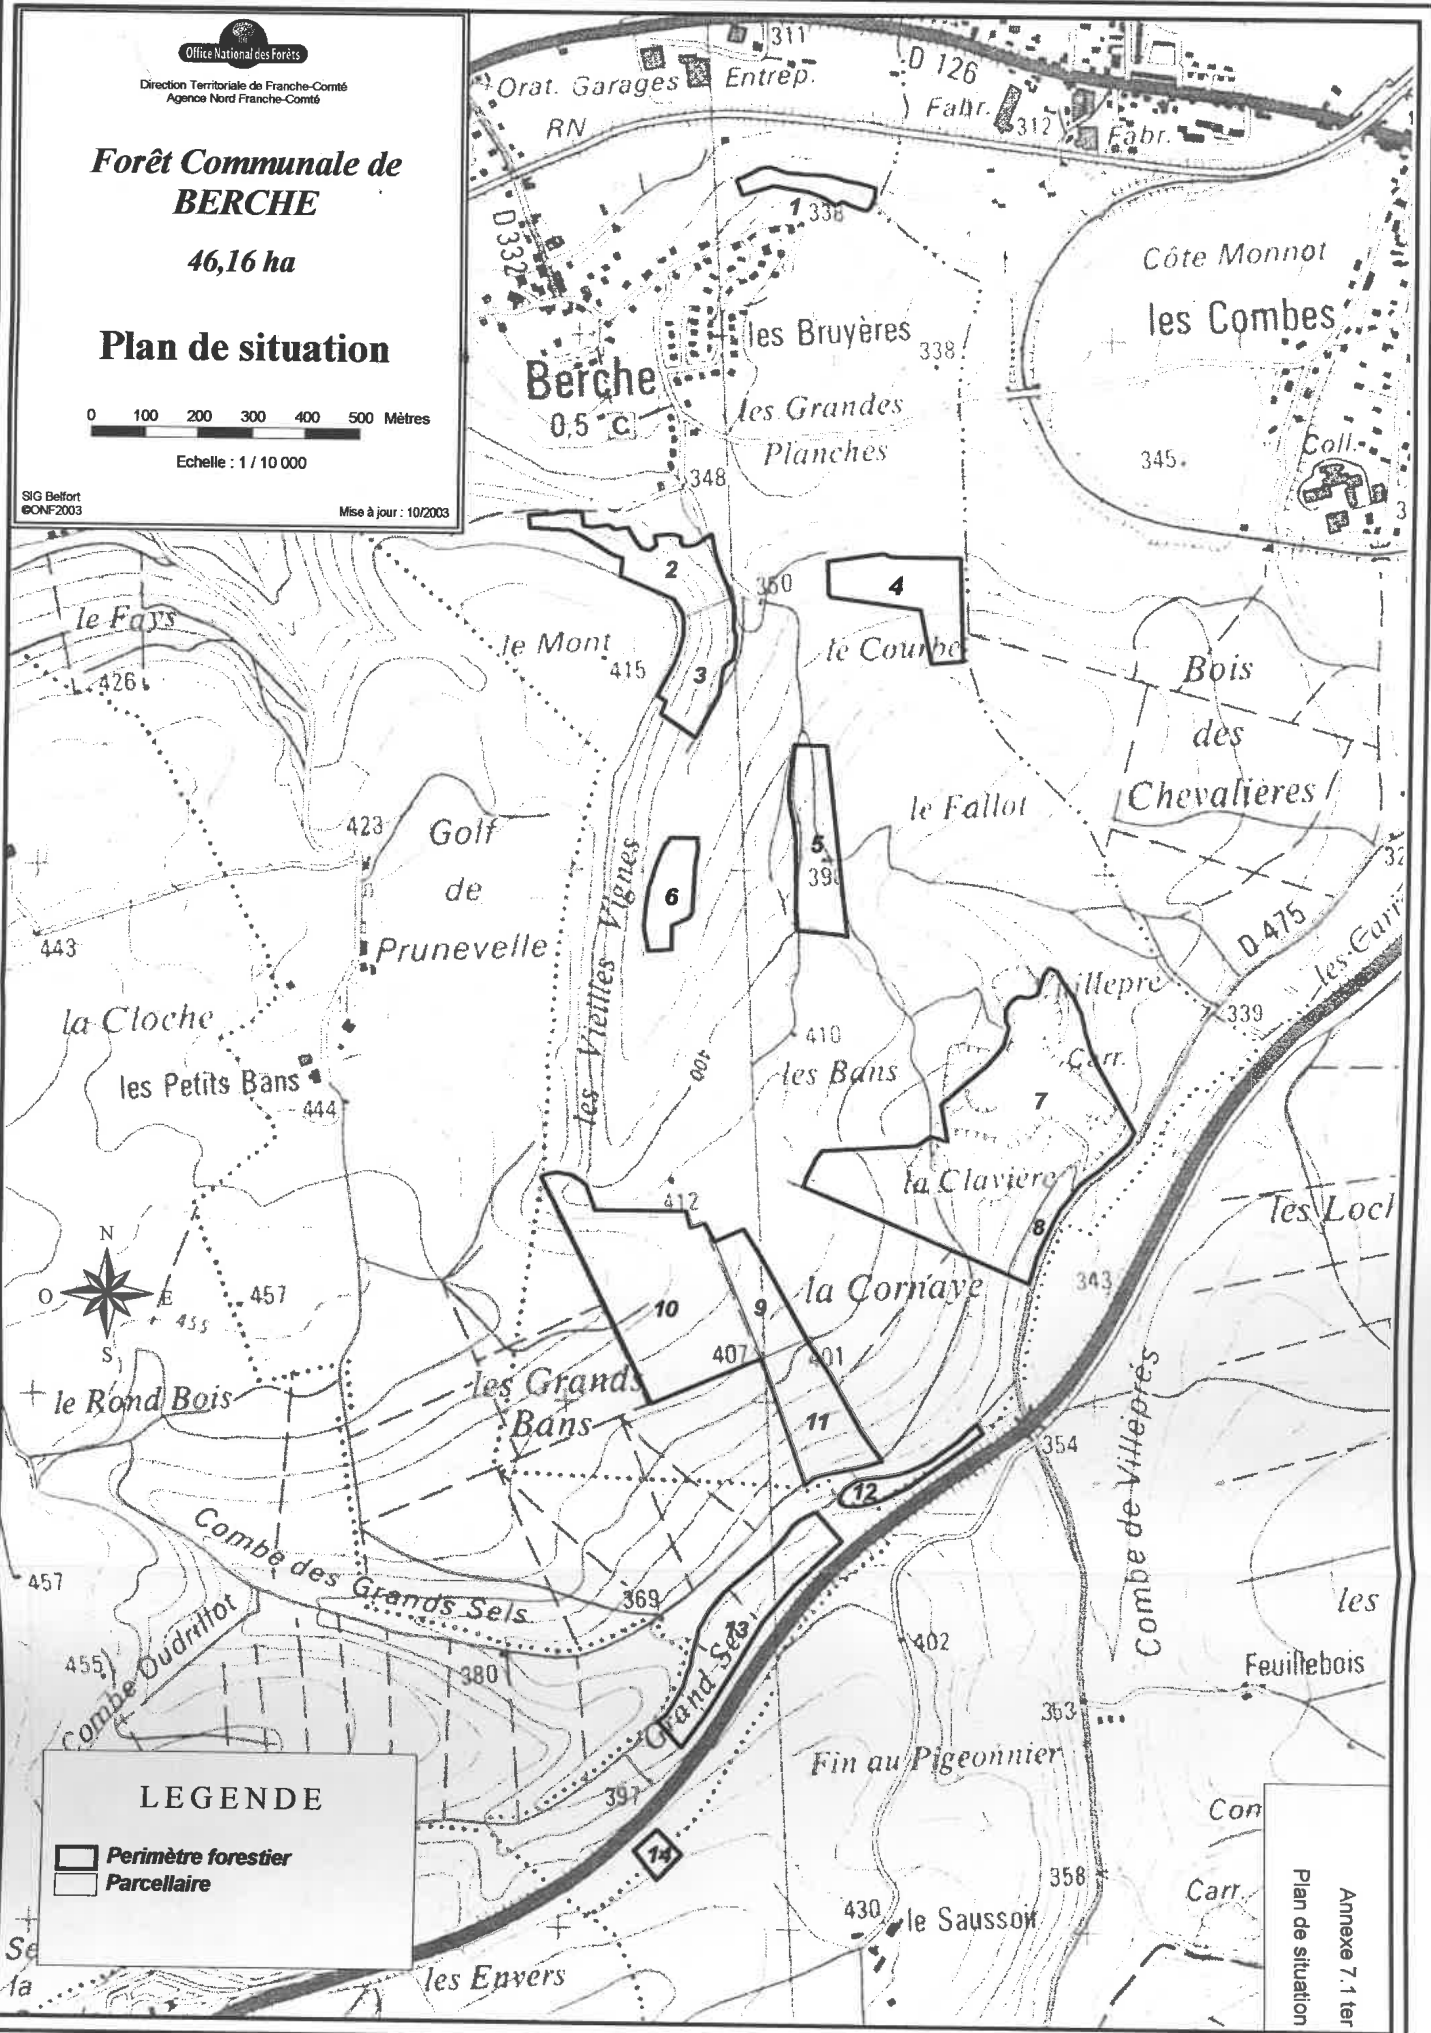 Office National des Forêts
Direction Territoriale de Franche-Comté
Agence Nord Franche-Comté
Forêt Communale de
BERCHE
46,16 ha
Plan de situation
0 100 200 300 400 500 Mètres
Echelle : 1 / 10 000
SIG Belfort
©ONF2003
Mise à jour : 10/2003
311
Orat. Garages
Entrep.
D 126
Fabr.
312
Fabr.
RN
1
338
D 332
Côte Monnot
les Combes
les Bruyères
338
Berche
0,5 C
les Grandes
Planches
345
Coll.
348
3
2
350
4
le Fays
le Mont
415
le Courbe
3
426
Bois
des
Chevalières
le Fallot
423
Golf
de
Prunevelle
5
6
les Vieilles Vignes
443
D 475
les Carr
32
339
la Cloche
410
les Bans
400
Carr.
7
les Petits Bans
444
412
la Clavière
8
les Loch
N
O
E
S
457
455
10
9
la Cornaye
343
407
401
le Rond Bois
les Grands
Bans
11
354
12
Combe de Villeprés
Combe des Grands Sels
457
369
13
Grand Sel
402
les
Combe Oudrillot
455
380
Feuillebois
353
Fin au Pigeonnier
397
14
Con
358
Carr.
430
le Saussoir
les Envers
Se
la
LEGENDE
Perimètre forestier
Parcellaire
Annexe 7.1 ter
Plan de situation